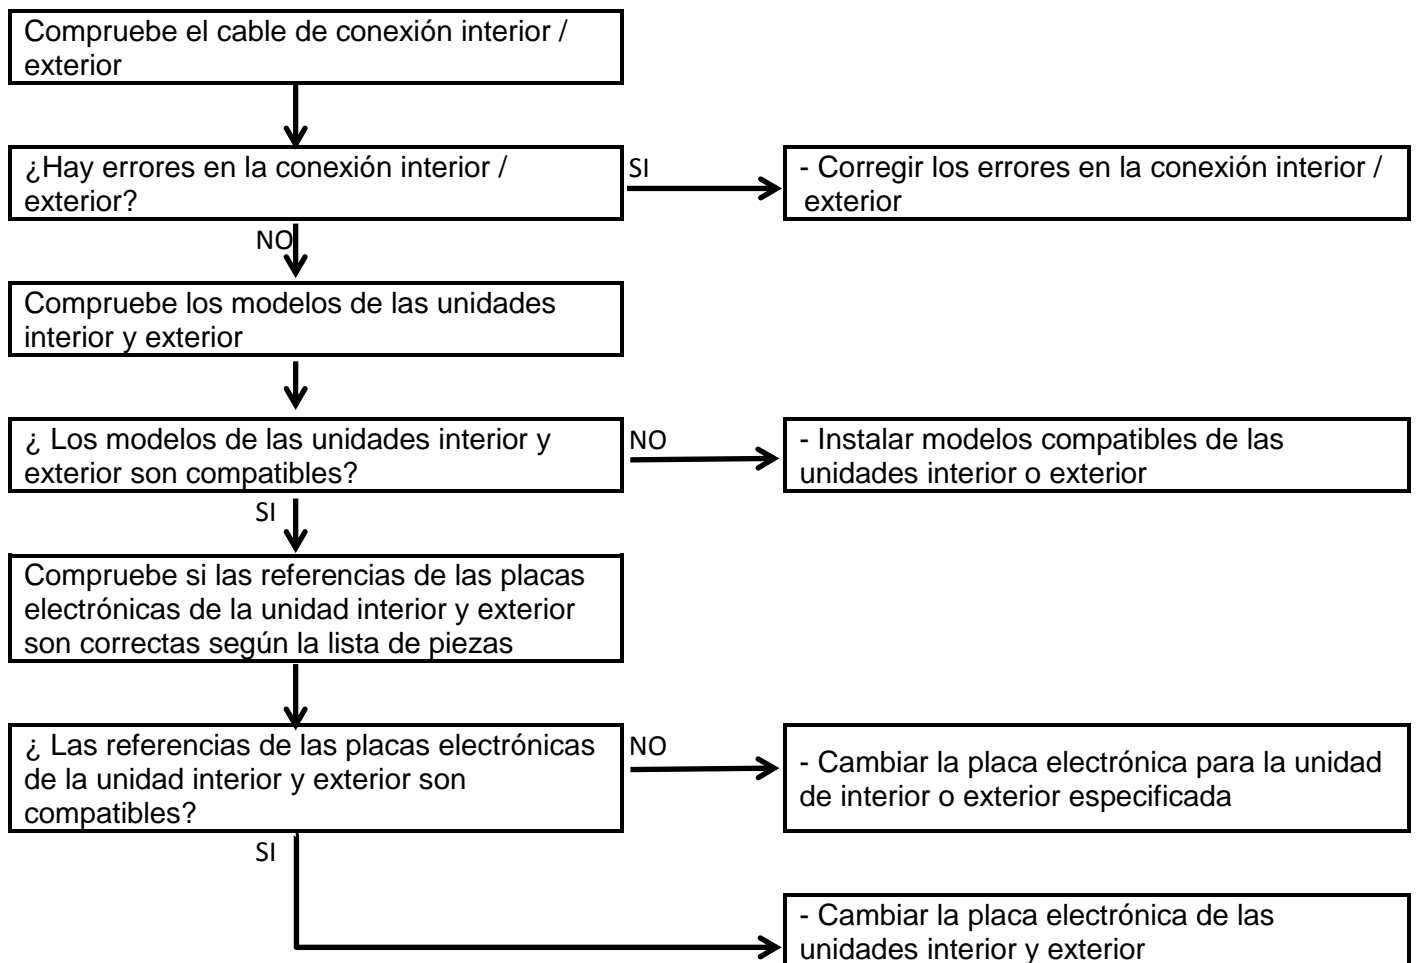 Compruebe el cable de conexión interior /
exterior
¿Hay errores en la conexión interior /
exterior?
SI
- Corregir los errores en la conexión interior /
exterior
NO
Compruebe los modelos de las unidades
interior y exterior
¿ Los modelos de las unidades interior y
exterior son compatibles?
NO
- Instalar modelos compatibles de las
unidades interior o exterior
SI
Compruebe si las referencias de las placas
electrónicas de la unidad interior y exterior
son correctas según la lista de piezas
¿ Las referencias de las placas electrónicas
de la unidad interior y exterior son
compatibles?
NO
- Cambiar la placa electrónica para la unidad
de interior o exterior especificada
SI
- Cambiar la placa electrónica de las
unidades interior y exterior